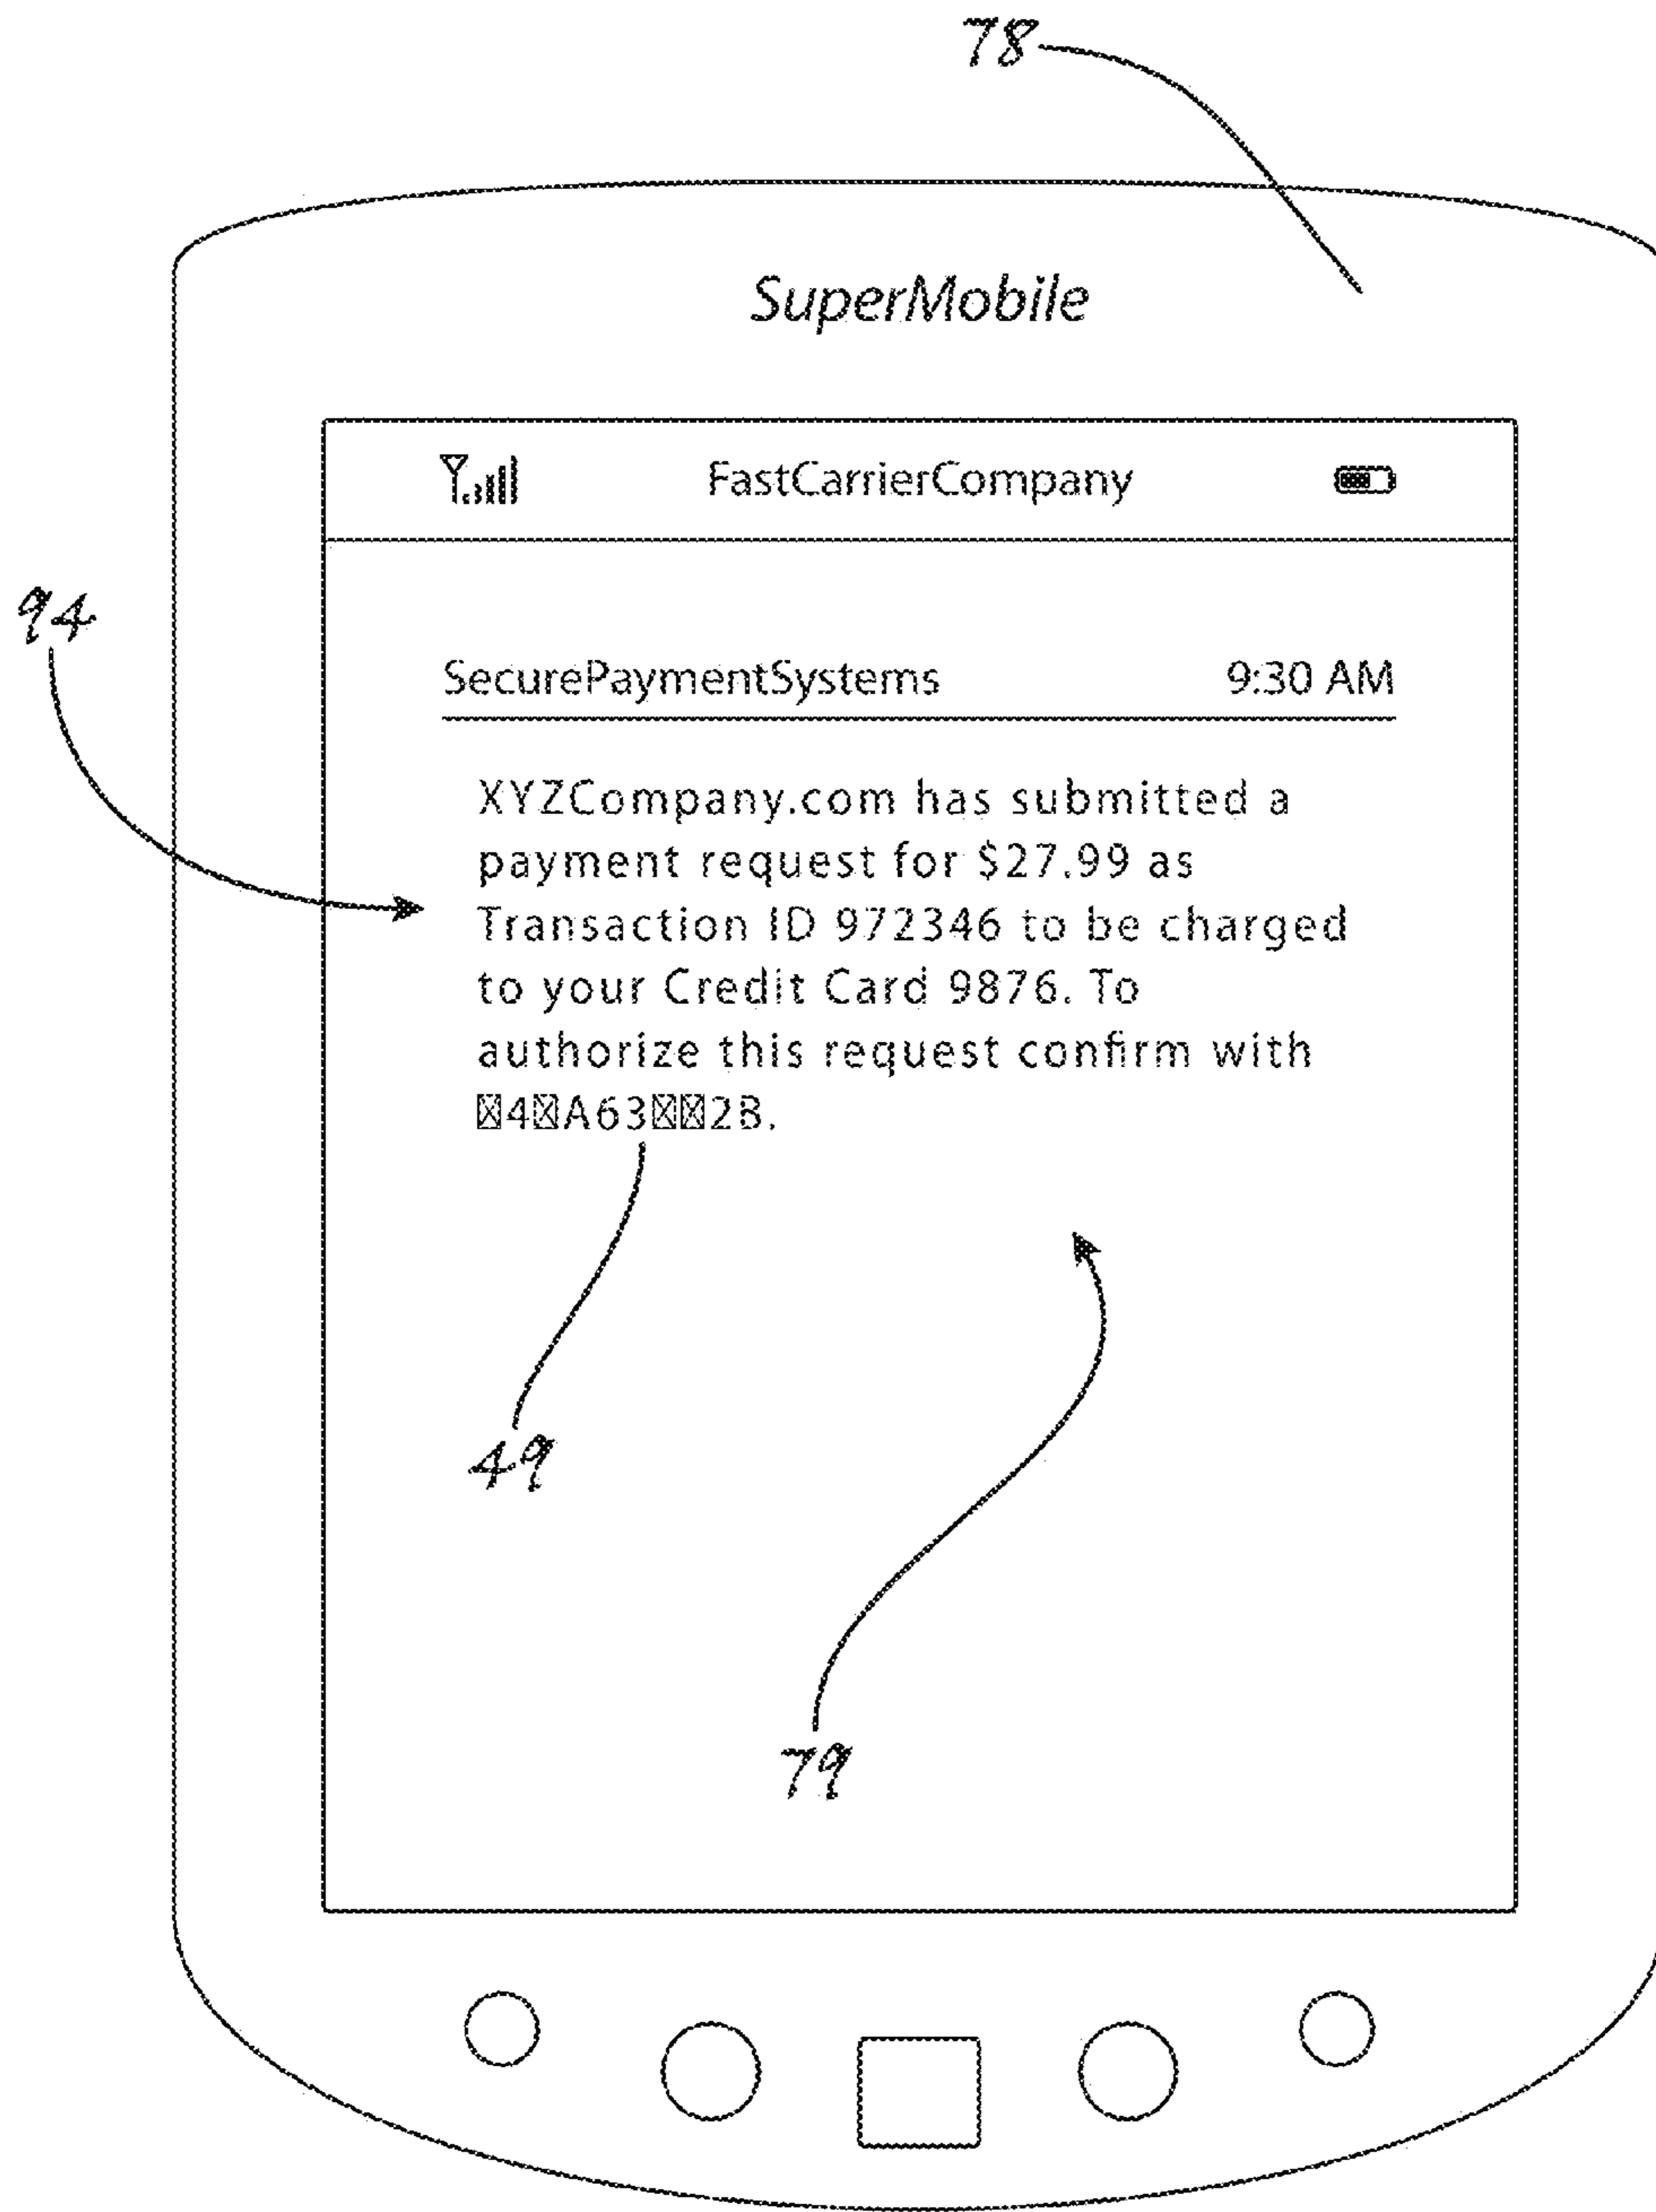 78
SuperMobile
FastCarrierCompany
94
SecurePaymentSystems 9:30 AM
XYZCompany.com has submitted a
payment request for $27.99 as
Transaction ID 972346 to be charged
to your Credit Card 9876. To
authorize this request confirm with
☒4☒A63☒☒2B.
49
79